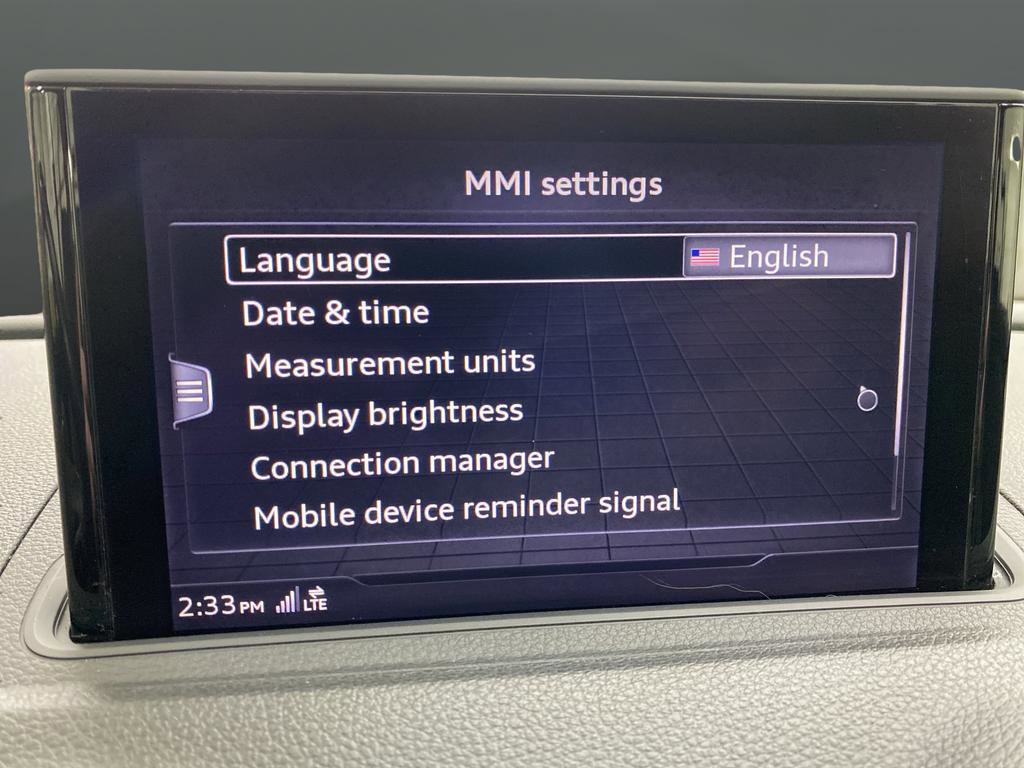 MMI settings
Language English
Date & time
Measurement units
Display brightness
Connection manager
Mobile device reminder signal
2:33PM LTE